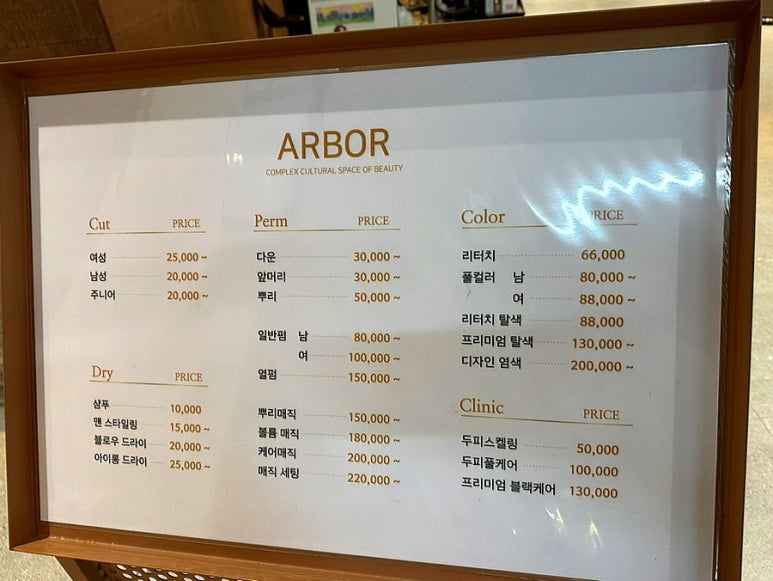 ARBOR
COMPLEX CULTURAL SPACE OF BEAUTY
Cut PRICE
여성 25,000 ~
남성 20,000 ~
주니어 20,000 ~
Dry PRICE
샴푸 10,000
맨 스타일링 15,000 ~
블로우 드라이 20,000 ~
아이롱 드라이 25,000 ~
Perm PRICE
다운 30,000 ~
앞머리 30,000 ~
뿌리 50,000 ~
일반펌 남 80,000 ~
여 100,000 ~
열펌 150,000 ~
뿌리매직 150,000 ~
볼륨 매직 180,000 ~
케어매직 200,000 ~
매직 세팅 220,000 ~
Color PRICE
리터치 66,000
풀컬러 남 80,000 ~
여 88,000 ~
리터치 탈색 88,000
프리미엄 탈색 130,000 ~
디자인 염색 200,000 ~
Clinic PRICE
두피스켈링 50,000
두피풀케어 100,000
프리미엄 블랙케어 130,000